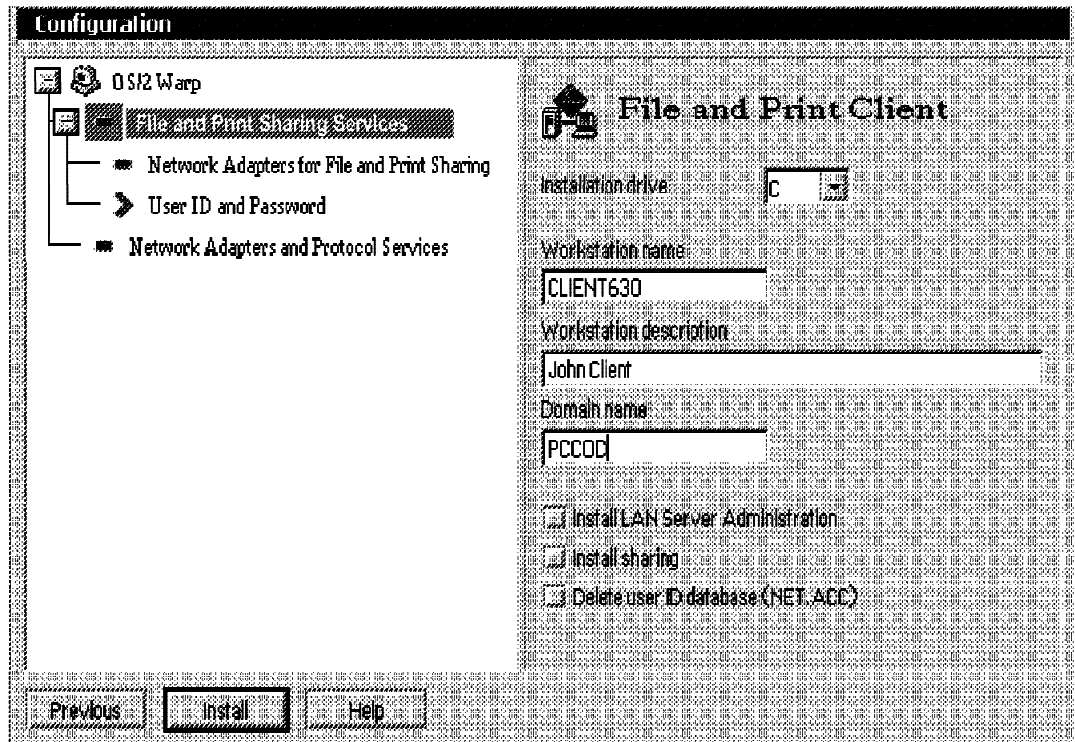 Configuration
OS/2 Warp
File and Print Sharing Services
Network Adapters for File and Print Sharing
User ID and Password
Network Adapters and Protocol Services
File and Print Client
Installation drive
C
Workstation name
CLIENT630
Workstation description
John Client
Domain name
PCCOD
Install LAN Server Administration
Install sharing
Delete user ID database (NET.ACC)
Previous
Install
Help